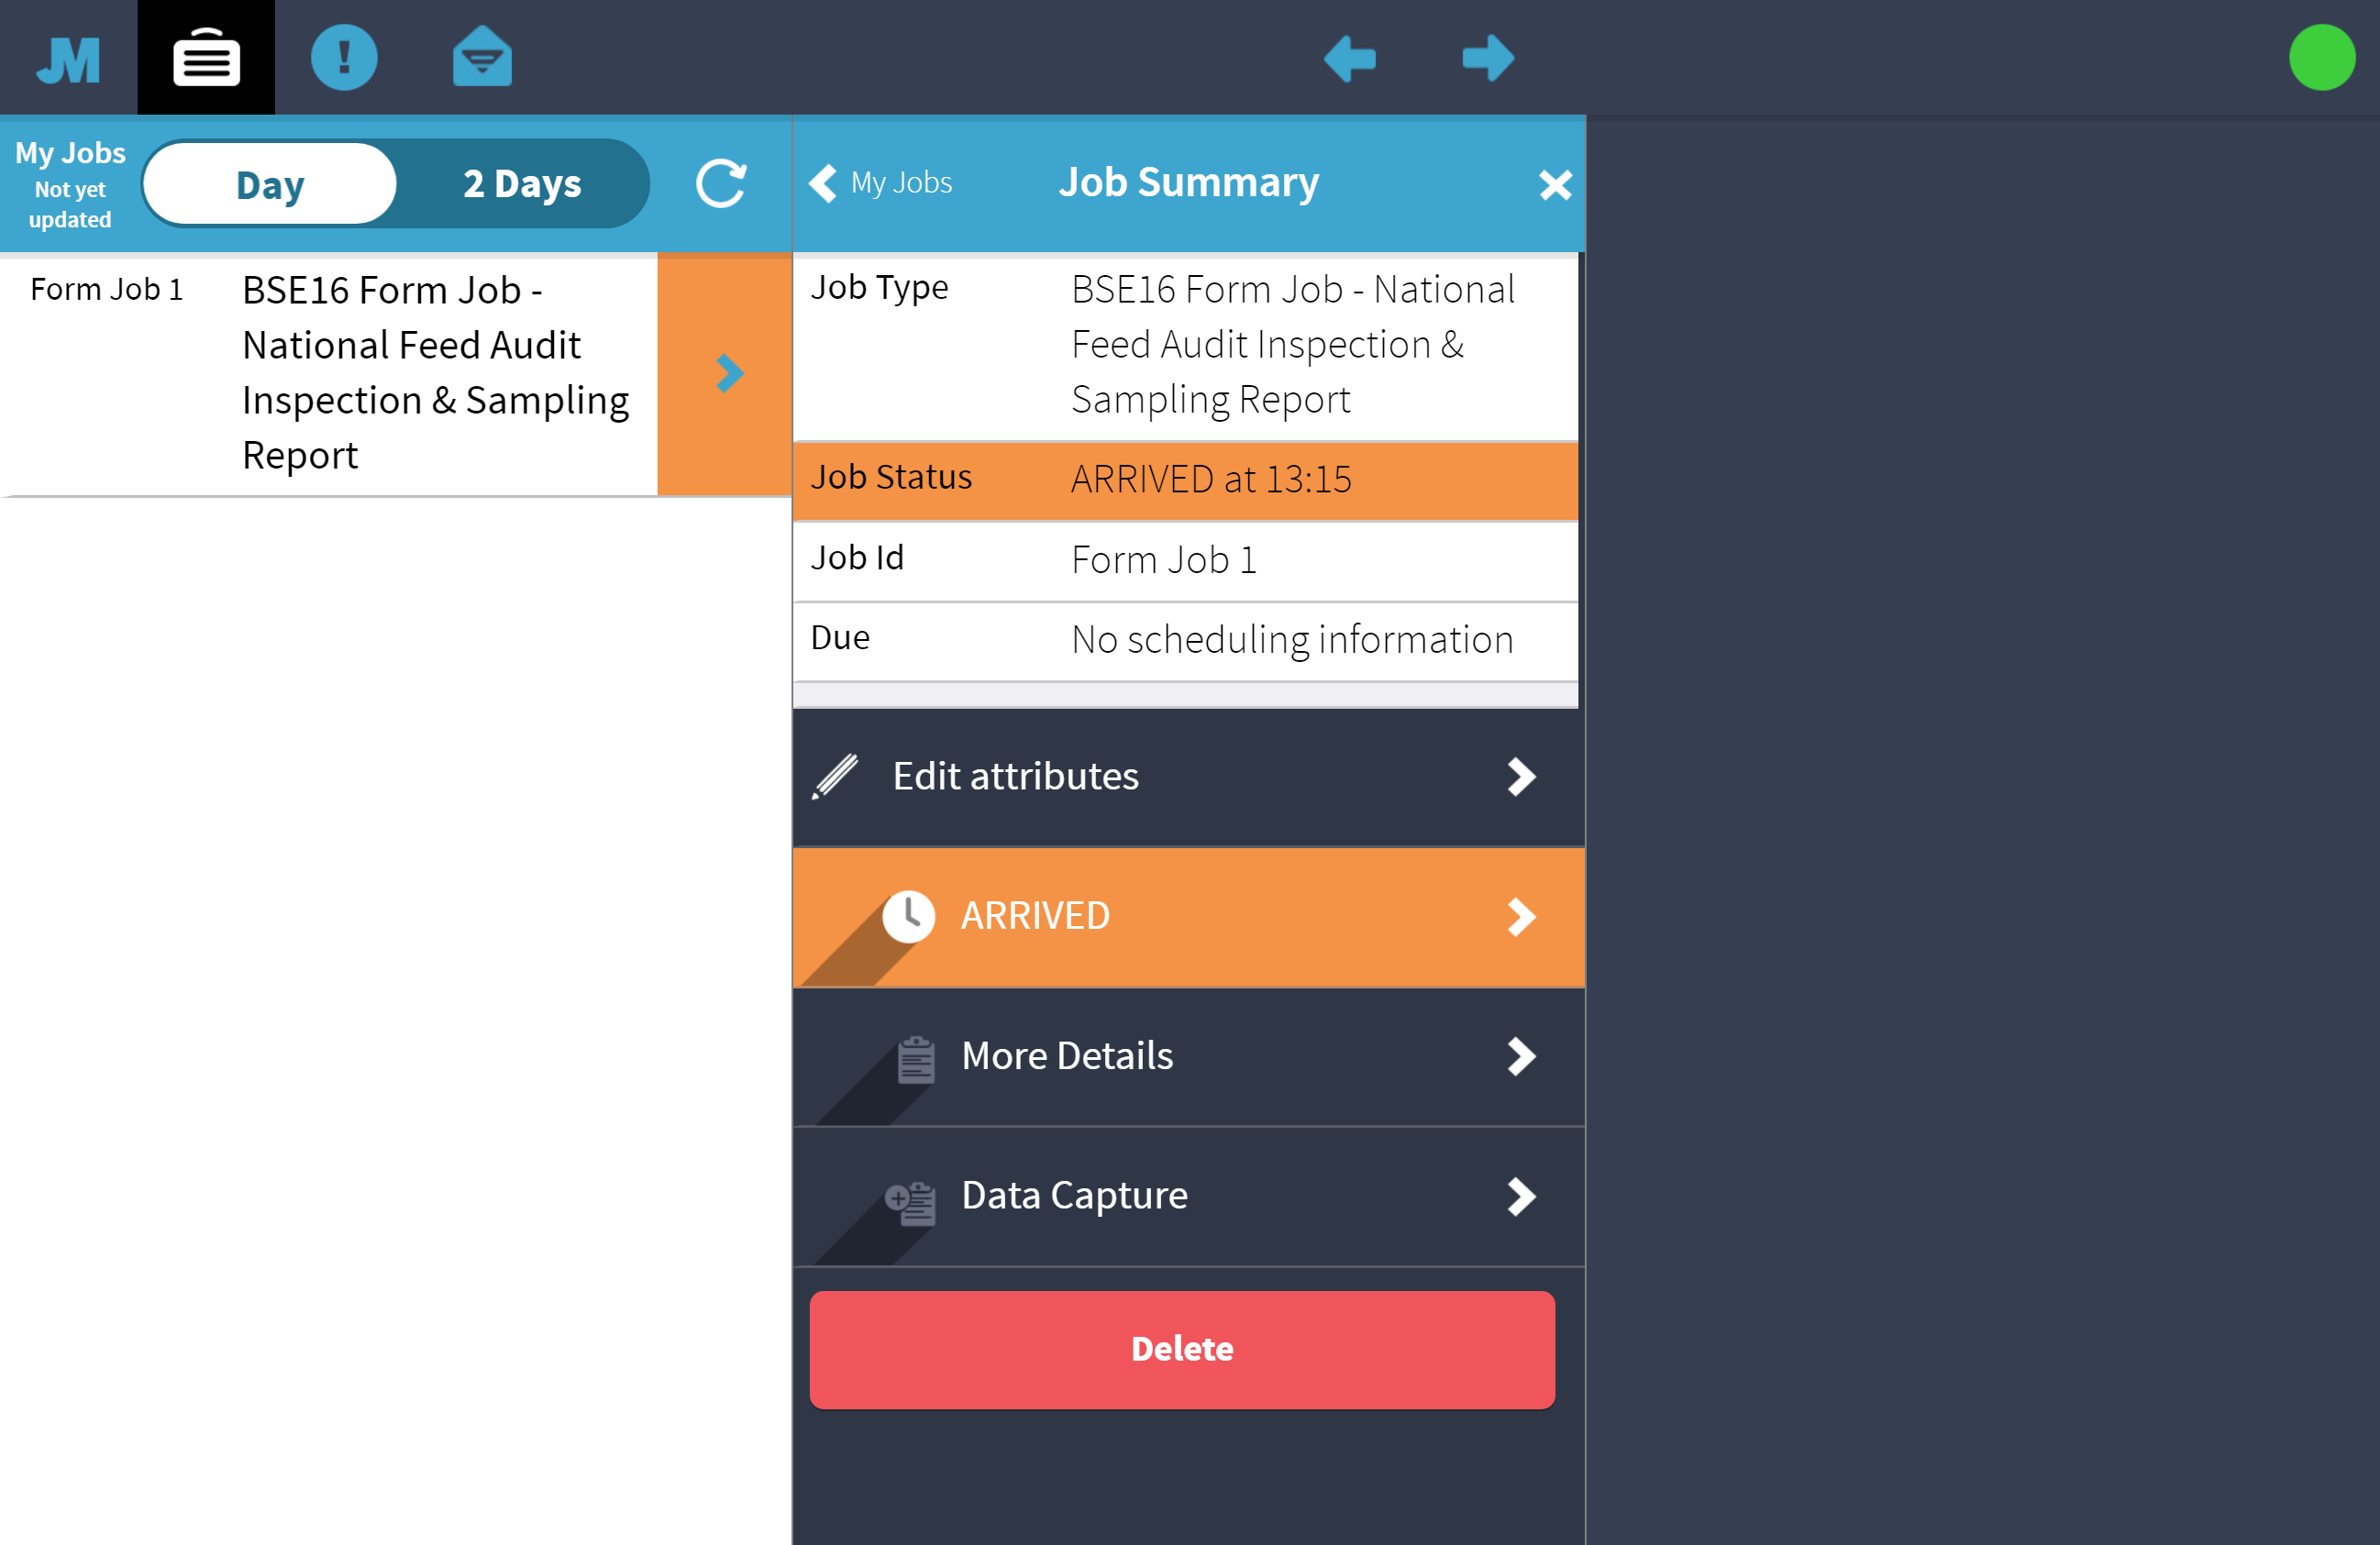 JM
My Jobs
Not yet
updated
Day
2 Days
My Jobs
Job Summary
Form Job 1
BSE16 Form Job -
National Feed Audit
Inspection & Sampling
Report
Job Type
BSE16 Form Job - National
Feed Audit Inspection &
Sampling Report
Job Status
ARRIVED at 13:15
Job Id
Form Job 1
Due
No scheduling information
Edit attributes
ARRIVED
More Details
Data Capture
Delete